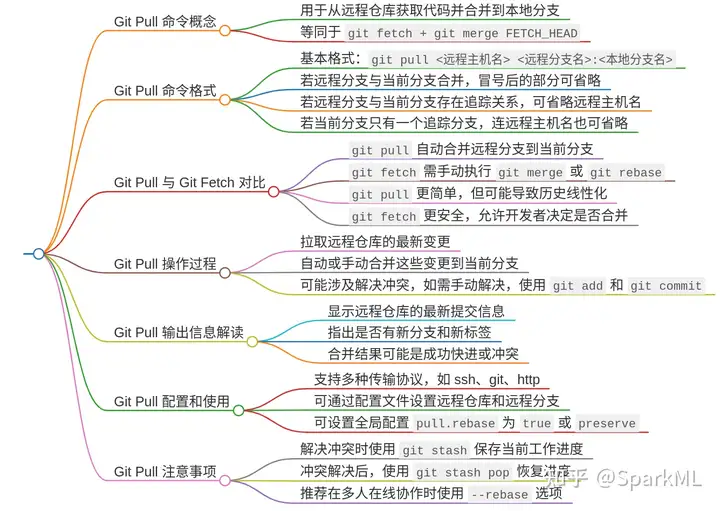 Git Pull 命令概念
用于从远程仓库获取代码并合并到本地分支
等同于 git fetch + git merge FETCH_HEAD
Git Pull 命令格式
基本格式： git pull <远程主机名> <远程分支名>:<本地分支名>
若远程分支与当前分支合并，冒号后的部分可省略
若远程分支与当前分支存在追踪关系，可省略远程主机名
若当前分支只有一个追踪分支，连远程主机名也可省略
Git Pull 与 Git Fetch 对比
git pull 自动合并远程分支到当前分支
git fetch 需手动执行 git merge 或 git rebase
git pull 更简单，但可能导致历史线性化
git fetch 更安全，允许开发者决定是否合并
Git Pull 操作过程
拉取远程仓库的最新变更
自动或手动合并这些变更到当前分支
可能涉及解决冲突，如需手动解决，使用 git add 和 git commit
Git Pull 输出信息解读
显示远程仓库的最新提交信息
指出是否有新分支和新标签
合并结果可能是成功快进或冲突
Git Pull 配置和使用
支持多种传输协议，如 ssh、git、http
可通过配置文件设置远程仓库和远程分支
可设置全局配置 pull.rebase 为 true 或 preserve
Git Pull 注意事项
解决冲突时使用 git stash 保存当前工作进度
冲突解决后，使用 git stash pop 恢复进度
推荐在多人在线协作时使用 --rebase 选项
知乎 @SparkML